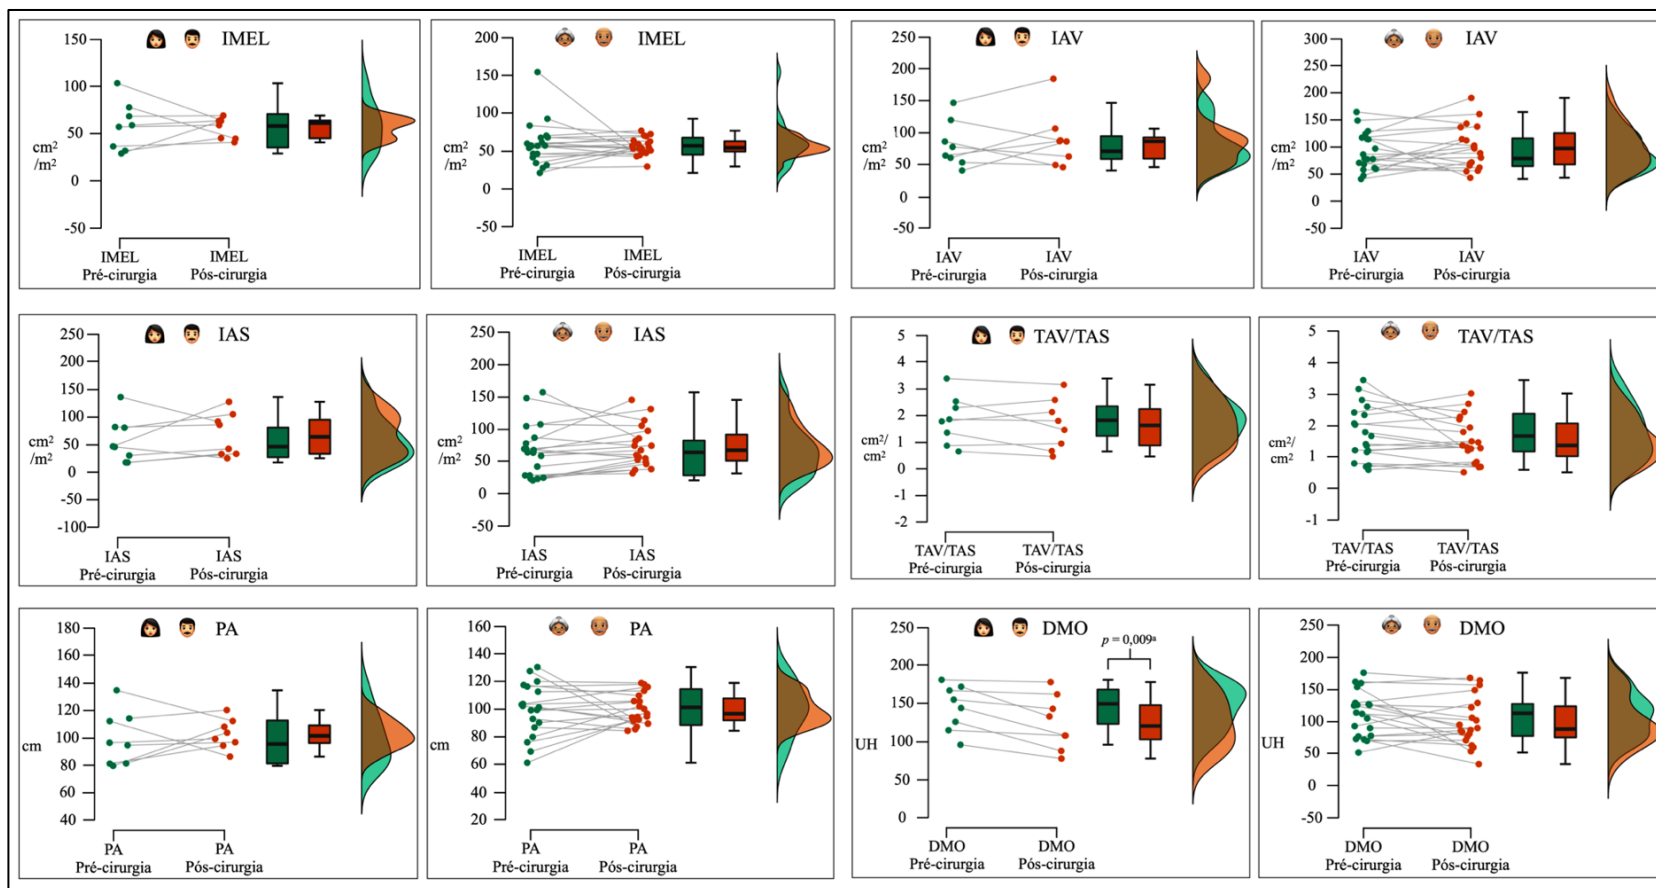 IMEL
150
100
50
0
-50
cm²
/m²
IMEL
Pré-cirurgia
IMEL
Pós-cirurgia
IMEL
200
150
100
50
0
-50
cm²
/m²
IMEL
Pré-cirurgia
IMEL
Pós-cirurgia
IAV
250
200
150
100
50
0
-50
cm²
/m²
IAV
Pré-cirurgia
IAV
Pós-cirurgia
IAV
300
250
200
150
100
50
0
-50
cm²
/m²
IAV
Pré-cirurgia
IAV
Pós-cirurgia
IAS
250
200
150
100
50
0
-50
-100
cm²
/m²
IAS
Pré-cirurgia
IAS
Pós-cirurgia
IAS
250
200
150
100
50
0
-50
cm²
/m²
IAS
Pré-cirurgia
IAS
Pós-cirurgia
TAV/TAS
5
4
3
2
1
0
-1
-2
cm²/
cm²
TAV/TAS
Pré-cirurgia
TAV/TAS
Pós-cirurgia
TAV/TAS
5
4
3
2
1
0
-1
cm²/
cm²
TAV/TAS
Pré-cirurgia
TAV/TAS
Pós-cirurgia
PA
180
160
140
120
100
80
60
40
cm
PA
Pré-cirurgia
PA
Pós-cirurgia
PA
160
140
120
100
80
60
40
20
cm
PA
Pré-cirurgia
PA
Pós-cirurgia
DMO
p = 0,009ª
250
200
150
100
50
0
UH
DMO
Pré-cirurgia
DMO
Pós-cirurgia
DMO
250
200
150
100
50
0
-50
UH
DMO
Pré-cirurgia
DMO
Pós-cirurgia